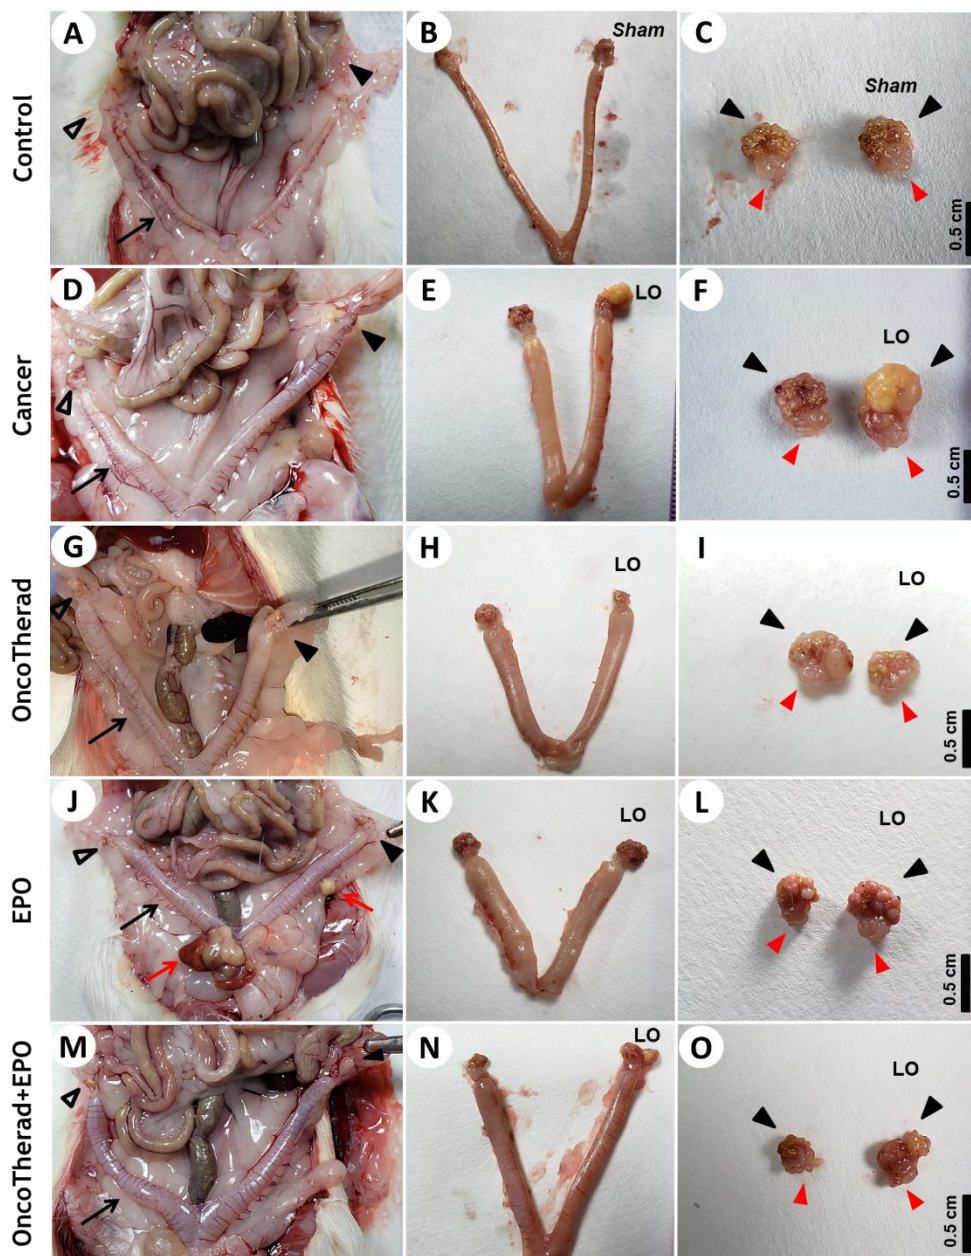 Control
A
B
Sham
C
Sham
0.5 cm
Cancer
D
E
LO
F
LO
0.5 cm
OncoTherad
G
H
LO
I
LO
0.5 cm
EPO
J
K
LO
L
LO
0.5 cm
OncoTherad+EPO
M
N
LO
O
LO
0.5 cm